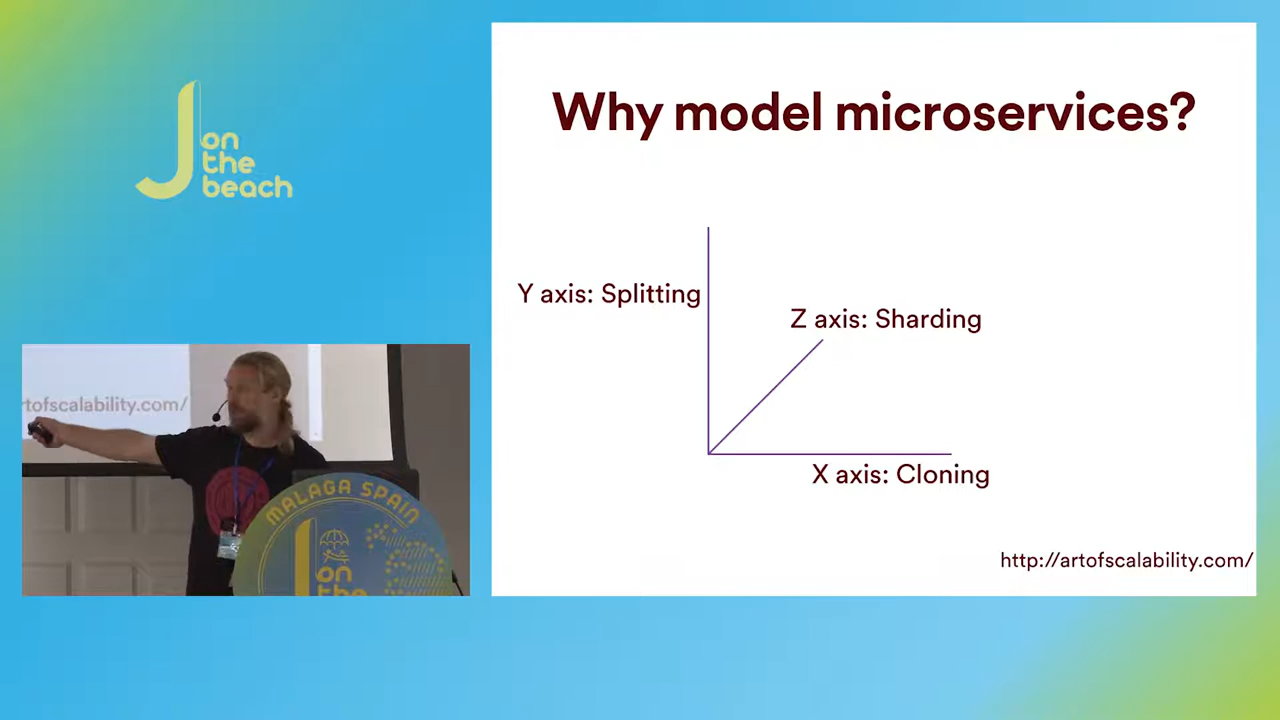 J on
the
beach
Why model microservices?
Y axis: Splitting
Z axis: Sharding
X axis: Cloning
http://artofscalability.com/
rtofscalability.com/
MALAGA SPAIN
J on
the